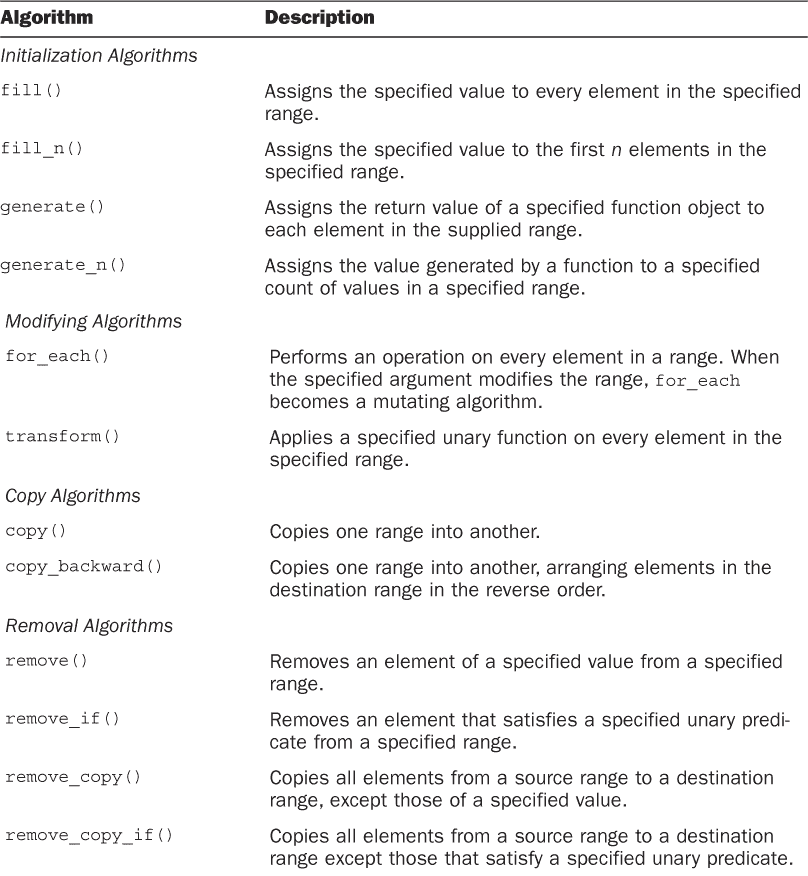 Algorithm Description
Initialization Algorithms
fill() Assigns the specified value to every element in the specified
range.
fill_n() Assigns the specified value to the first n elements in the
specified range.
generate() Assigns the return value of a specified function object to
each element in the supplied range.
generate_n() Assigns the value generated by a function to a specified
count of values in a specified range.
Modifying Algorithms
for_each() Performs an operation on every element in a range. When
the specified argument modifies the range, for_each
becomes a mutating algorithm.
transform() Applies a specified unary function on every element in the
specified range.
Copy Algorithms
copy() Copies one range into another.
copy_backward() Copies one range into another, arranging elements in the
destination range in the reverse order.
Removal Algorithms
remove() Removes an element of a specified value from a specified
range.
remove_if() Removes an element that satisfies a specified unary predi-
cate from a specified range.
remove_copy() Copies all elements from a source range to a destination
range, except those of a specified value.
remove_copy_if() Copies all elements from a source range to a destination
range except those that satisfy a specified unary predicate.